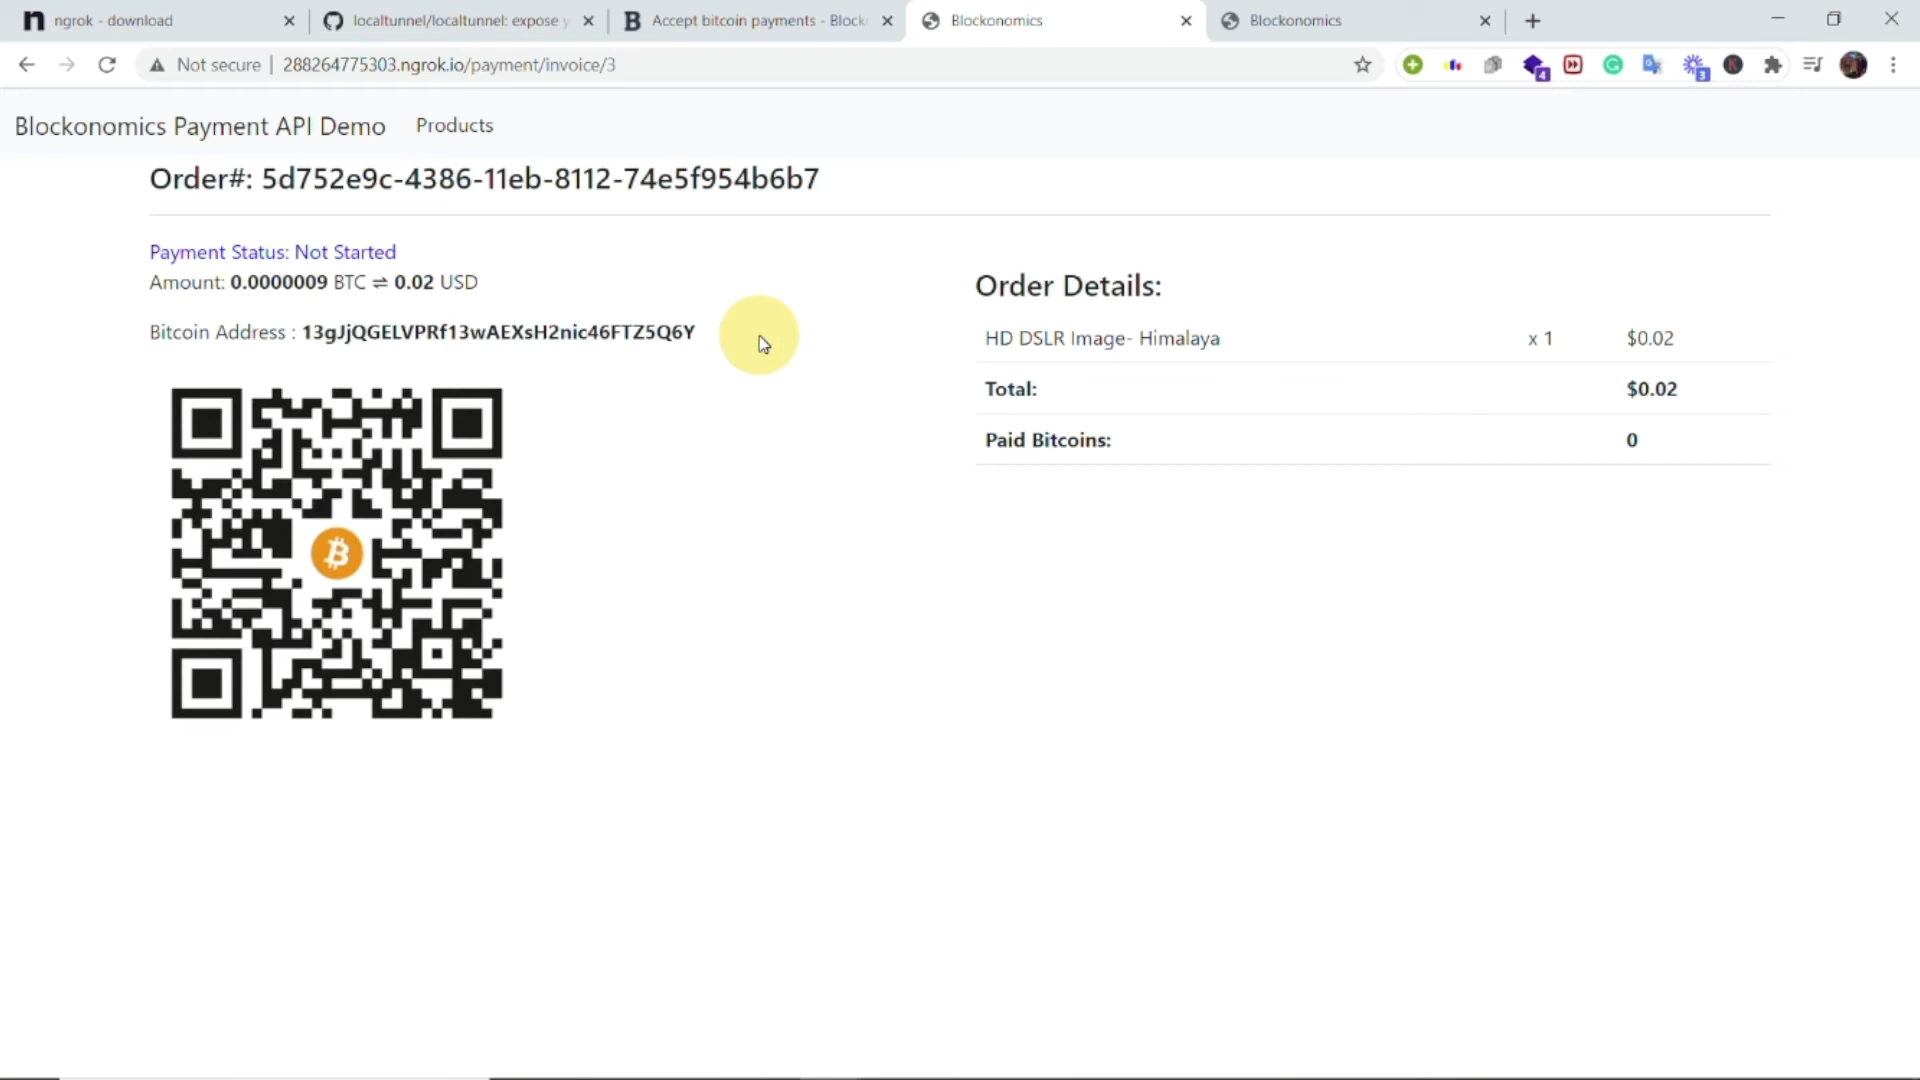 ngrok - download
localtunnel/localtunnel: expose y
Accept bitcoin payments - Block
Blockonomics
Blockonomics
Not secure | 288264775303.ngrok.io/payment/invoice/3
4
3
K
Blockonomics Payment API Demo Products
Order#: 5d752e9c-4386-11eb-8112-74e5f954b6b7
Payment Status: Not Started
Amount: 0.0000009 BTC ⇌ 0.02 USD
Bitcoin Address : 13gJjQGELVPRf13wAEXsH2nic46FTZ5Q6Y
Order Details:
HD DSLR Image- Himalaya x 1 $0.02
Total: $0.02
Paid Bitcoins: 0